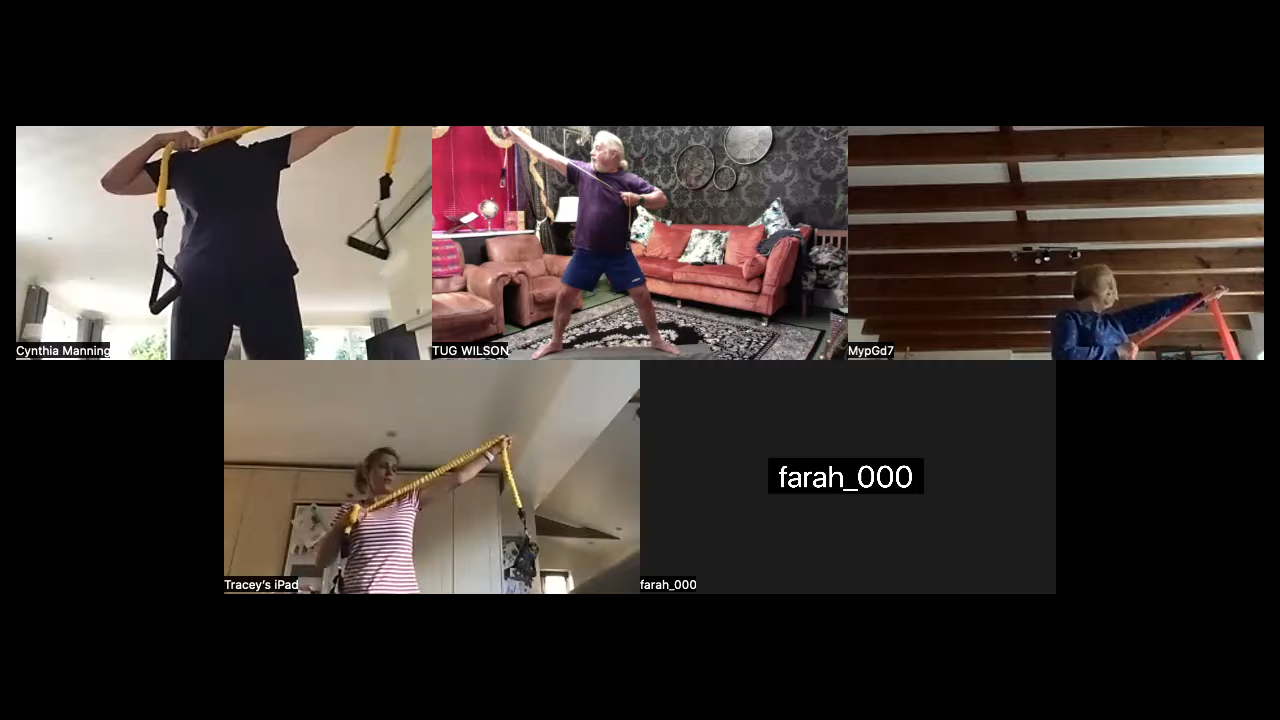 Cynthia Manning
TUG WILSON
MypGd7
Tracey's iPad
farah_000
farah_000